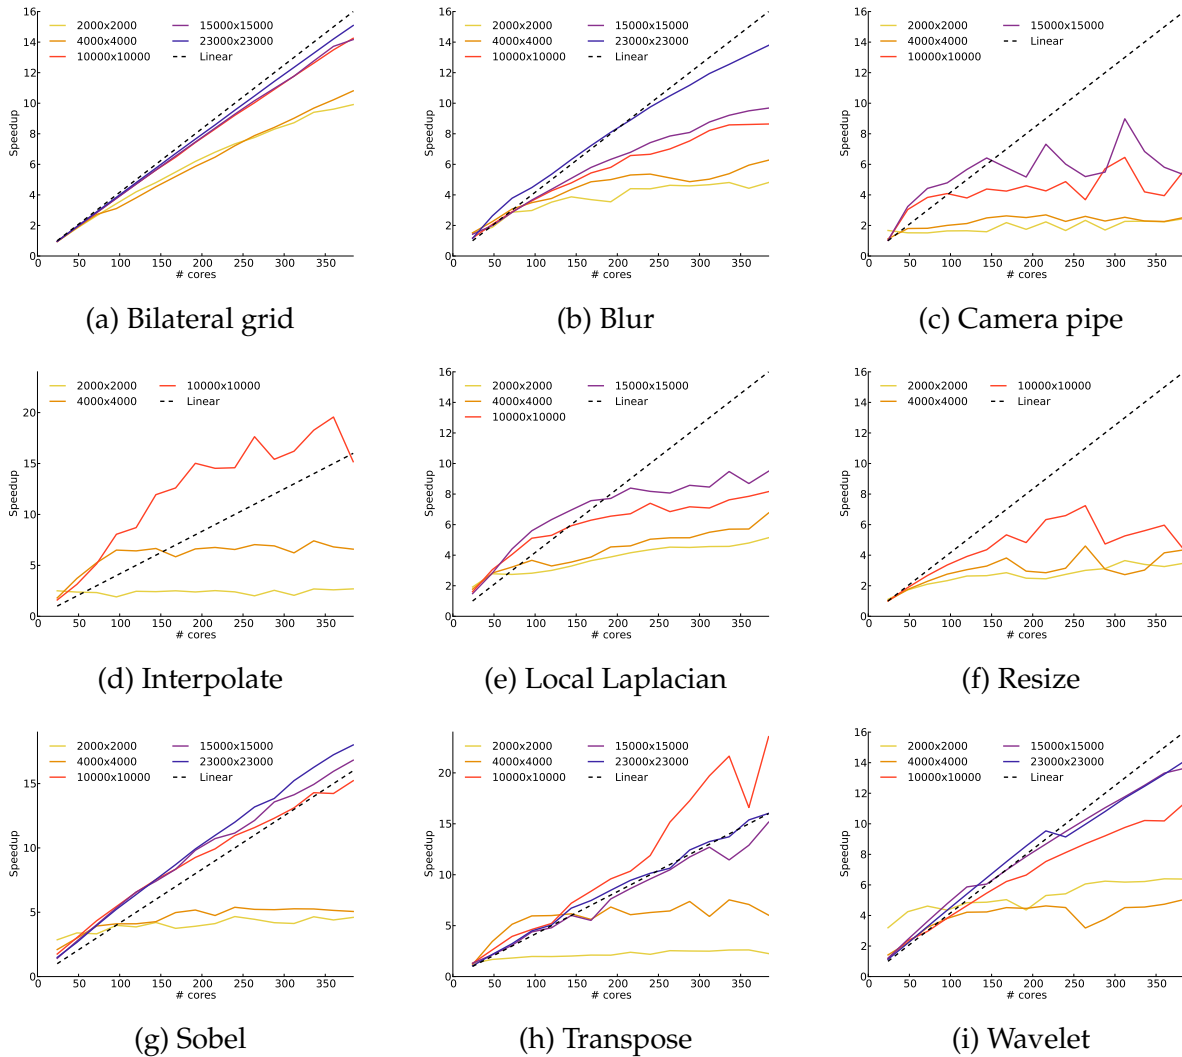 16
14
12
10
8
6
4
2
0
Speedup
2000x2000
4000x4000
10000x10000
15000x15000
23000x23000
Linear
0 50 100 150 200 250 300 350
# cores
(a) Bilateral grid
16
14
12
10
8
6
4
2
0
Speedup
2000x2000
4000x4000
10000x10000
15000x15000
23000x23000
Linear
0 50 100 150 200 250 300 350
# cores
(b) Blur
16
14
12
10
8
6
4
2
0
Speedup
2000x2000
4000x4000
10000x10000
15000x15000
Linear
0 50 100 150 200 250 300 350
# cores
(c) Camera pipe
20
15
10
5
0
Speedup
2000x2000
4000x4000
10000x10000
Linear
0 50 100 150 200 250 300 350
# cores
(d) Interpolate
16
14
12
10
8
6
4
2
0
Speedup
2000x2000
4000x4000
10000x10000
15000x15000
Linear
0 50 100 150 200 250 300 350
# cores
(e) Local Laplacian
16
14
12
10
8
6
4
2
0
Speedup
2000x2000
4000x4000
10000x10000
Linear
0 50 100 150 200 250 300 350
# cores
(f) Resize
15
10
5
0
Speedup
2000x2000
4000x4000
10000x10000
15000x15000
23000x23000
Linear
0 50 100 150 200 250 300 350
# cores
(g) Sobel
20
15
10
5
0
Speedup
2000x2000
4000x4000
10000x10000
15000x15000
23000x23000
Linear
0 50 100 150 200 250 300 350
# cores
(h) Transpose
16
14
12
10
8
6
4
2
0
Speedup
2000x2000
4000x4000
10000x10000
15000x15000
23000x23000
Linear
0 50 100 150 200 250 300 350
# cores
(i) Wavelet